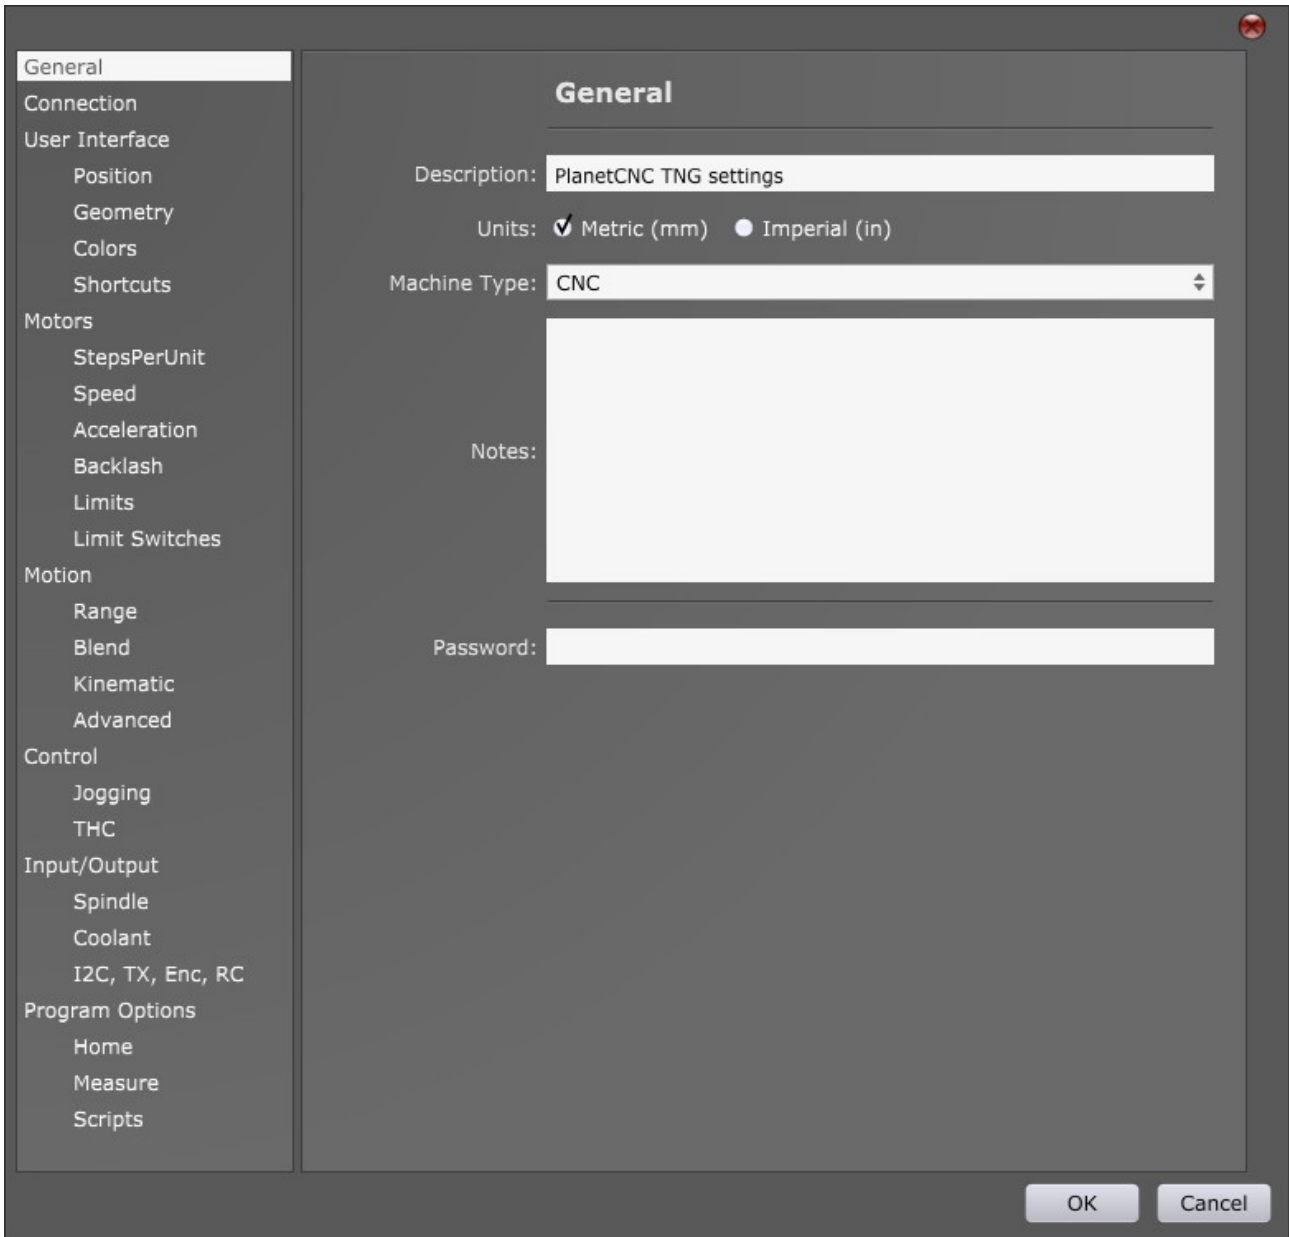 General
Connection
User Interface
Position
Geometry
Colors
Shortcuts
Motors
StepsPerUnit
Speed
Acceleration
Backlash
Limits
Limit Switches
Motion
Range
Blend
Kinematic
Advanced
Control
Jogging
THC
Input/Output
Spindle
Coolant
I2C, TX, Enc, RC
Program Options
Home
Measure
Scripts
General
Description: PlanetCNC TNG settings
Units: Metric (mm) Imperial (in)
Machine Type: CNC
Notes:
Password:
OK Cancel